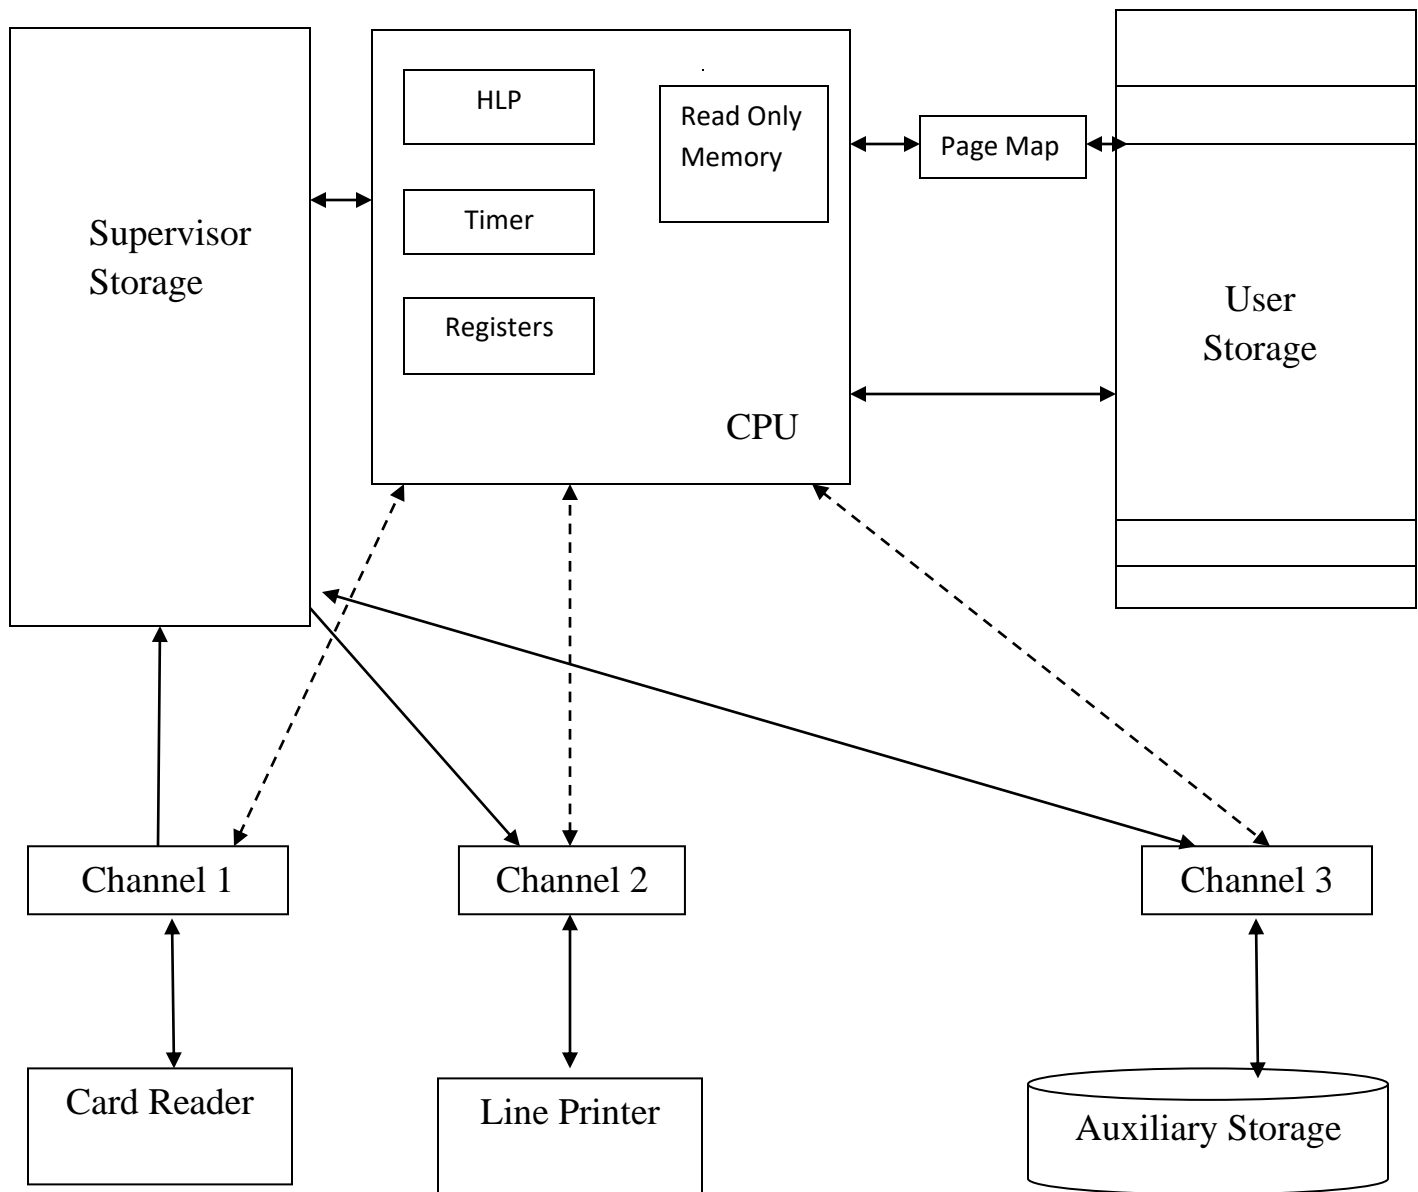 HLP
Read Only
Memory
Page Map
Supervisor
Storage
Timer
Registers
User
Storage
CPU
Channel 1
Channel 2
Channel 3
Card Reader
Line Printer
Auxiliary Storage